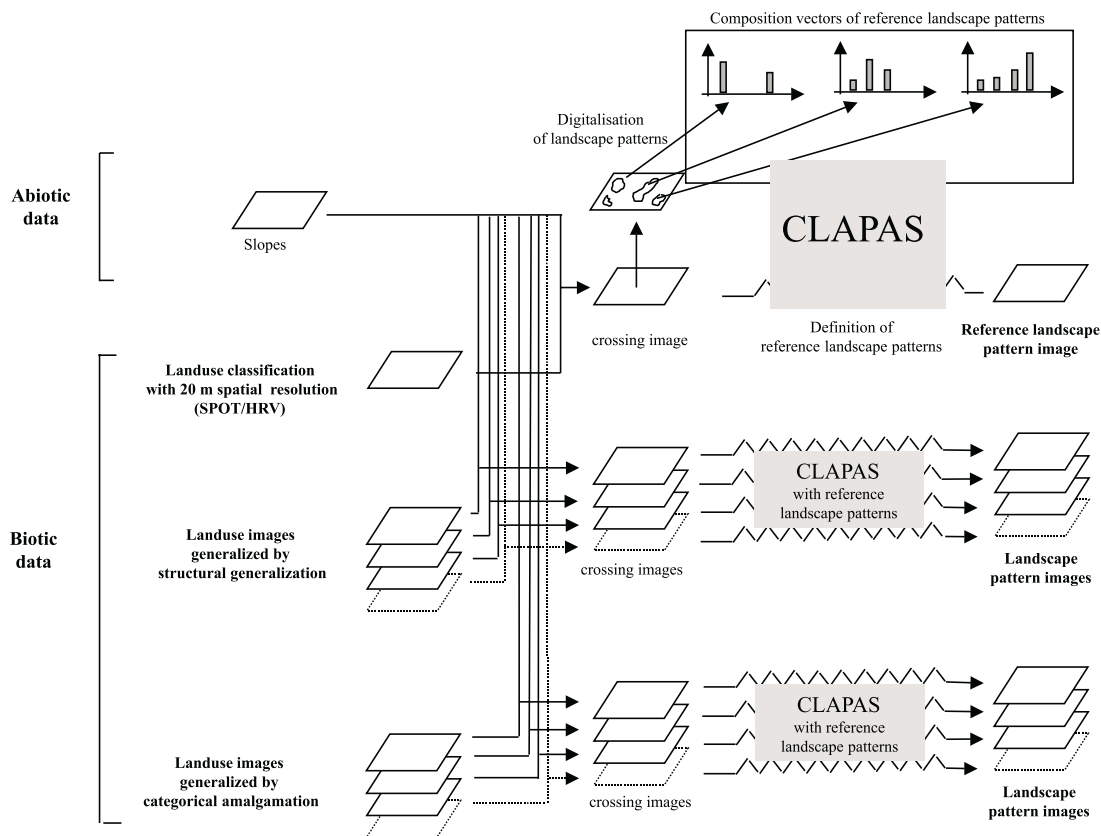 Composition vectors of reference landscape patterns
Digitalisation
of landscape patterns
Abiotic
data
Slopes
CLAPAS
crossing image
Definition of
reference landscape patterns
Reference landscape
pattern image
Landuse classification
with 20 m spatial resolution
(SPOT/HRV)
Biotic
data
Landuse images
generalized by
structural generalization
crossing images
CLAPAS
with reference
landscape patterns
Landscape
pattern images
Landuse images
generalized by
categorical amalgamation
crossing images
CLAPAS
with reference
landscape patterns
Landscape
pattern images